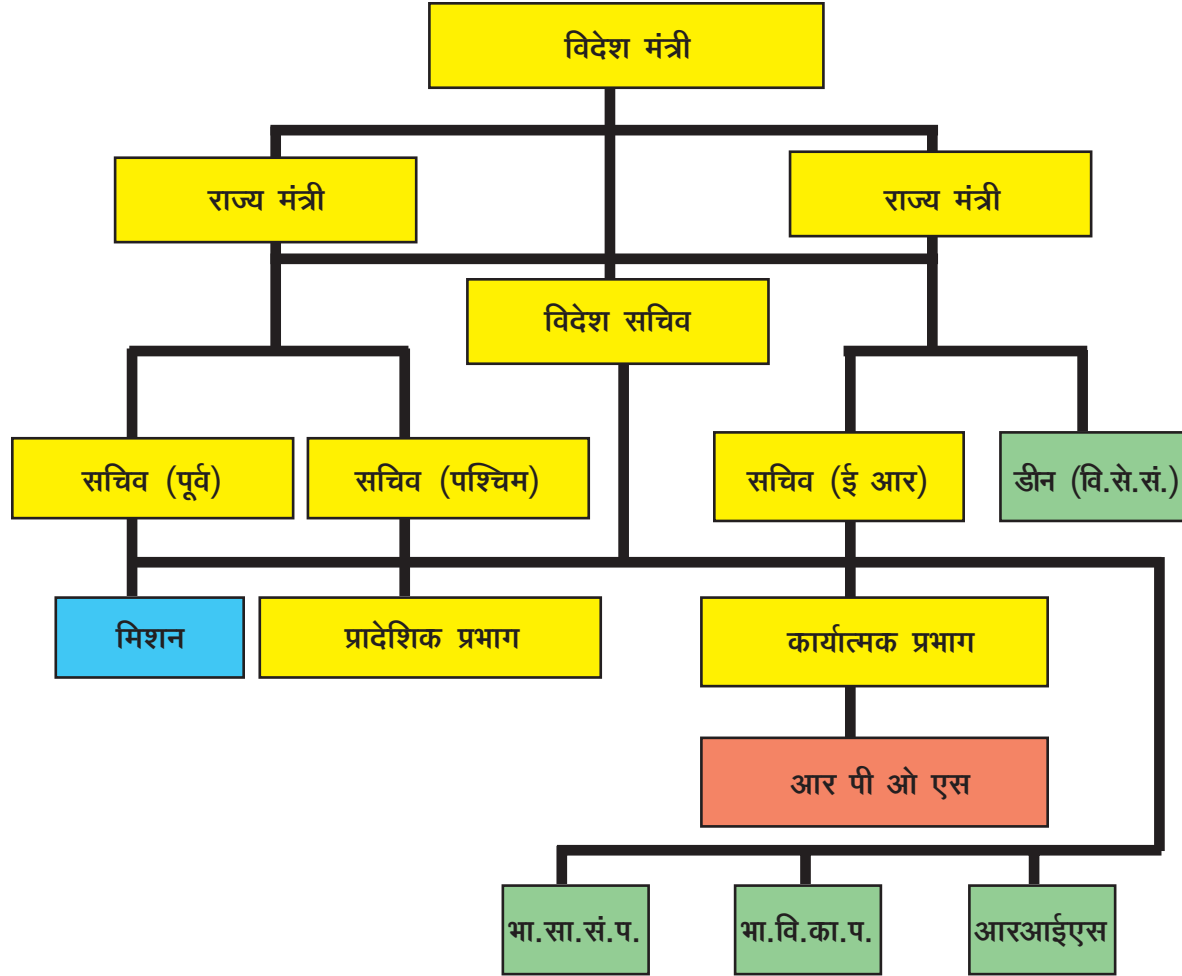 विदेश मंत्री
राज्य मंत्री
राज्य मंत्री
विदेश सचिव
सचिव (पूर्व)
सचिव (पश्चिम)
सचिव (ई आर)
डीन (वि.से.सं.)
मिशन
प्रादेशिक प्रभाग
कार्यात्मक प्रभाग
आर पी ओ एस
भा.सा.सं.प.
भा.वि.का.प.
आरआईएस